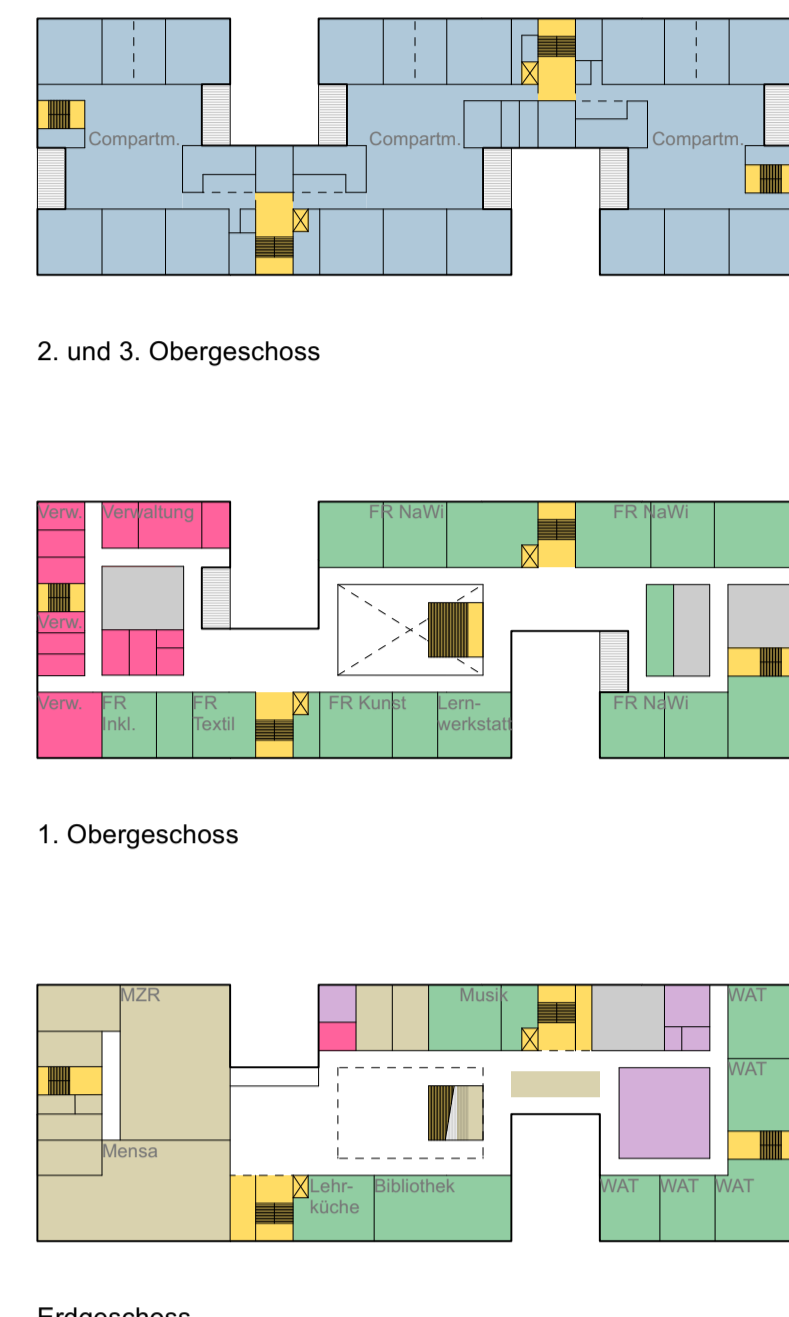 Compartm.
Compartm.
Compartm.
2. und 3. Obergeschoss
Verw.
Verwaltung
FR NaWi
FR NaWi
Verw.
Verw.
FR
Inkl.
FR
Textil
FR Kunst
Lern-
werkstatt
FR NaWi
1. Obergeschoss
MZR
Musik
WAT
WAT
Mensa
Lehr-
küche
Bibliothek
WAT
WAT
WAT
Erdgeschoss